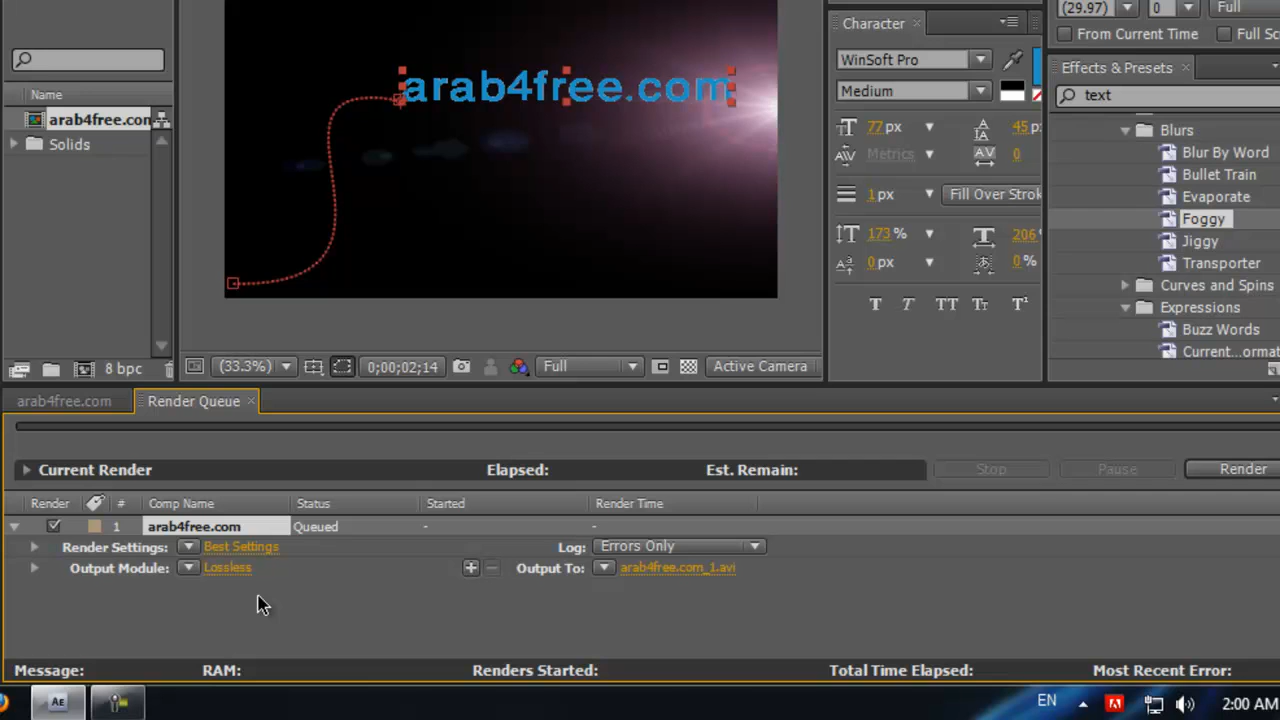 (29.97) 0 Full
Character
From Current Time Full Sc
arab4free.com
WinSoft Pro
Effects & Presets
Medium
text
Name
arab4free.com
77 px 45 px
Blurs
Solids
Metrics 0
Blur By Word
Bullet Train
1 px Fill Over Strok
Evaporate
Foggy
173 % 206
Jiggy
0 px 0 %
Transporter
Curves and Spins
T T TT Tt T1
Expressions
Buzz Words
8 bpc (33.3%) 0;00;02;14 Full Active Camera
Current...ormat
arab4free.com Render Queue
Current Render Elapsed: Est. Remain: Stop Pause Render
Render # Comp Name Status Started Render Time
1 arab4free.com Queued - -
Render Settings: Best Settings Log: Errors Only
Output Module: Lossless Output To: arab4free.com_1.avi
Message: RAM: Renders Started: Total Time Elapsed: Most Recent Error:
AE EN 2:00 AM